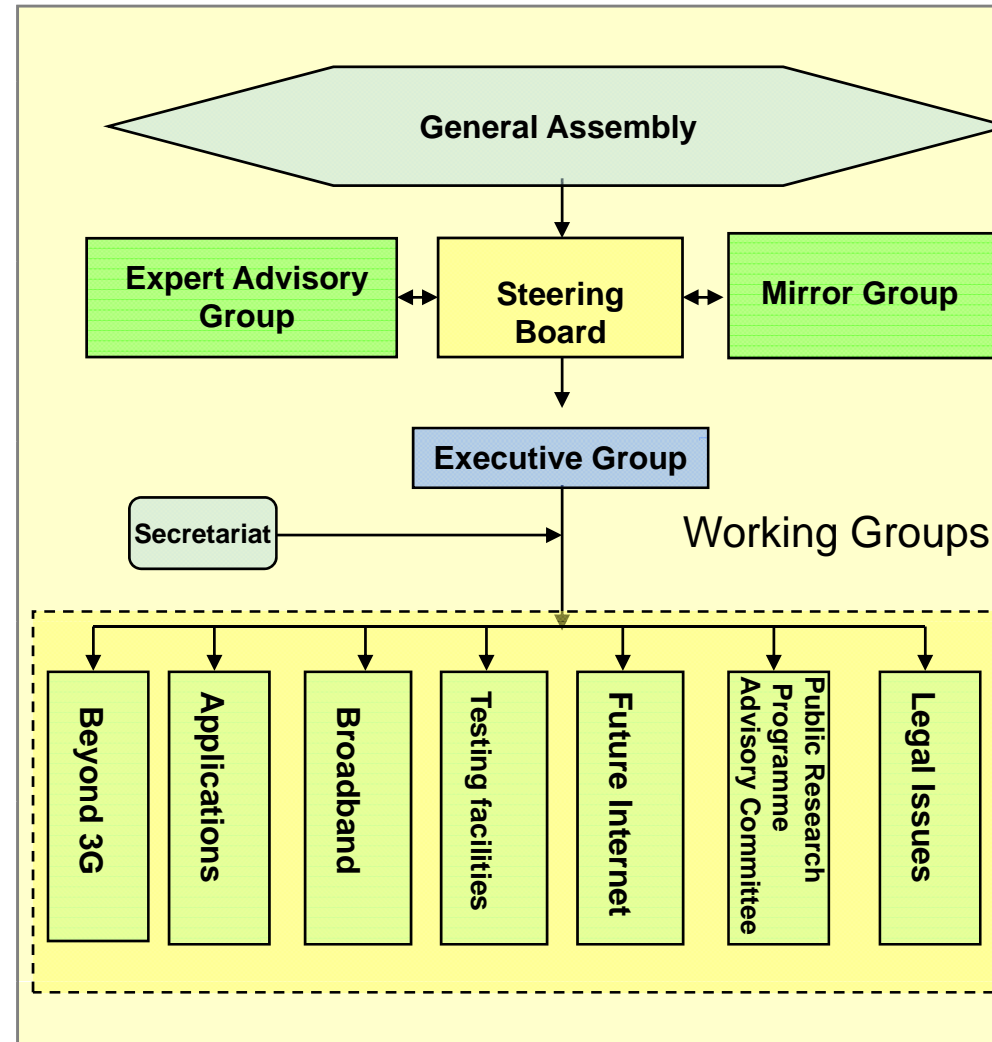 General Assembly
Expert Advisory
Group
Steering
Board
Mirror Group
Executive Group
Secretariat
Working Groups
Beyond 3G
Applications
Broadband
Testing facilities
Future Internet
Public Research
Programme
Advisory Committee
Legal Issues